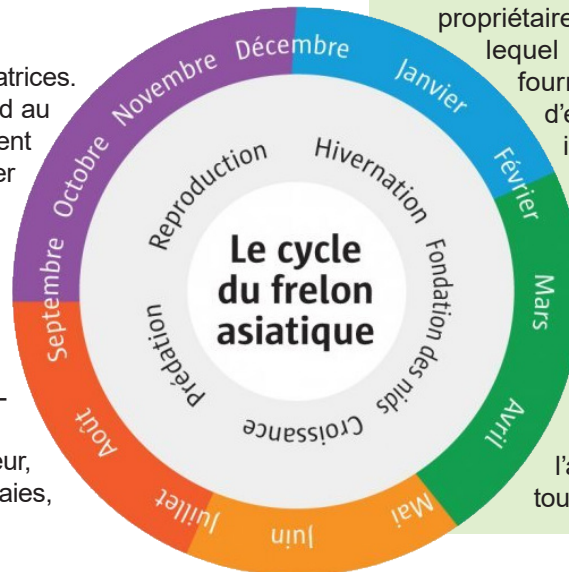 atrices.
d au
ent
er
-
eur,
aies,
propriétaire
lequel
fourn
d'e
i
l'a
tou
Janvier
Février
Mars
Avril
Mai
Juin
Juillet
Août
Septembre
Octobre
Novembre
Décembre
Hivernation
Fondation des nids
Croissance
Prédation
Reproduction
Le cycle
du frelon
asiatique